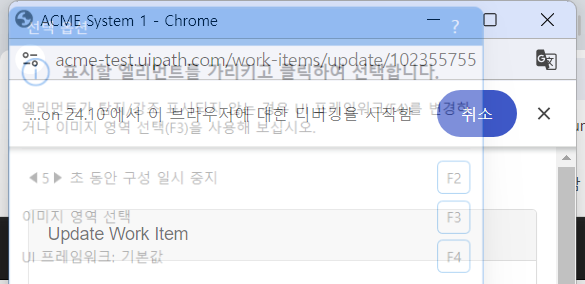 ACME System 1 - Chrome
선택 옵션 ?
acme-test.uipath.com/work-items/update/102355755
표시할 엘리먼트를 가리키고 클릭하여 선택합니다.
엘리먼트가 탐지/강조 표시되지 않는 경우 UI 프레임워크(F4)를 변경하
...on 24.10'에서 이 브라우저에 대한 디버깅을 시작함 취소
거나 이미지 영역 선택(F3)을 사용해 보십시오.
5 초 동안 구성 일시 중지 F2
이미지 영역 선택 F3
Update Work Item
UI 프레임워크: 기본값 F4